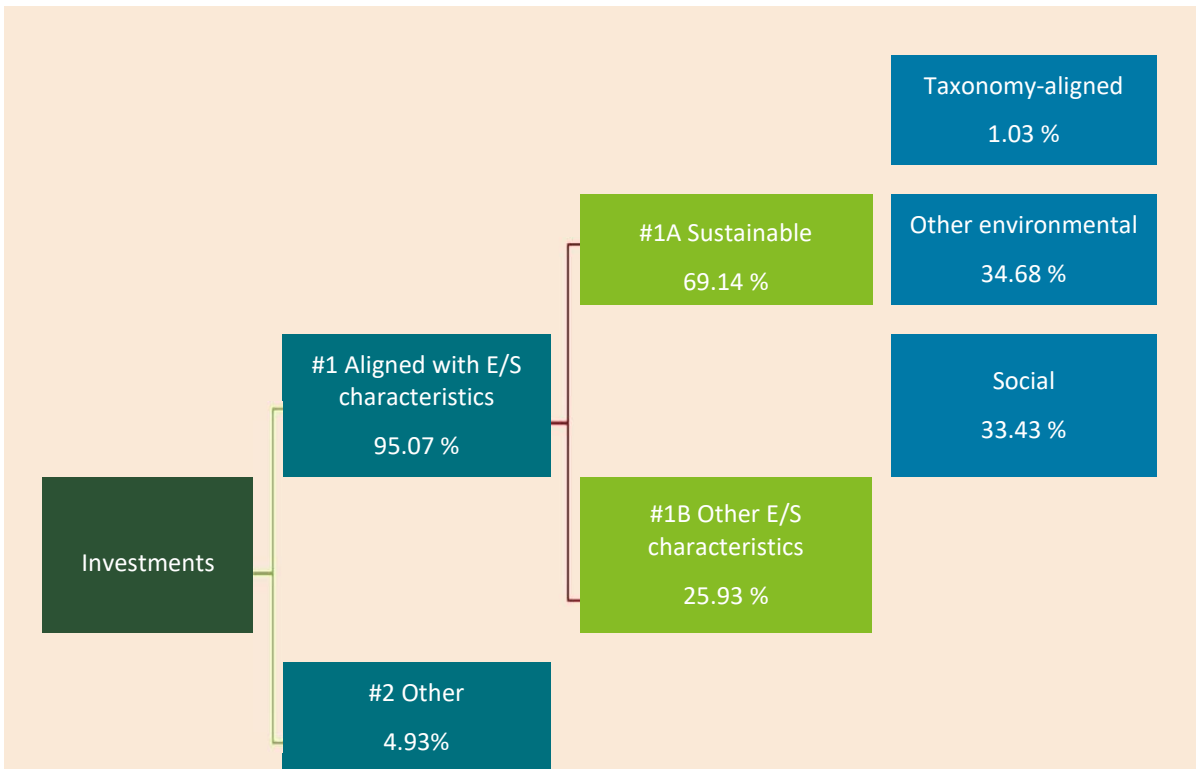 Taxonomy-aligned
1.03 %
#1A Sustainable
69.14 %
Other environmental
34.68 %
#1 Aligned with E/S
characteristics
95.07 %
Social
33.43 %
Investments
#1B Other E/S
characteristics
25.93 %
#2 Other
4.93%